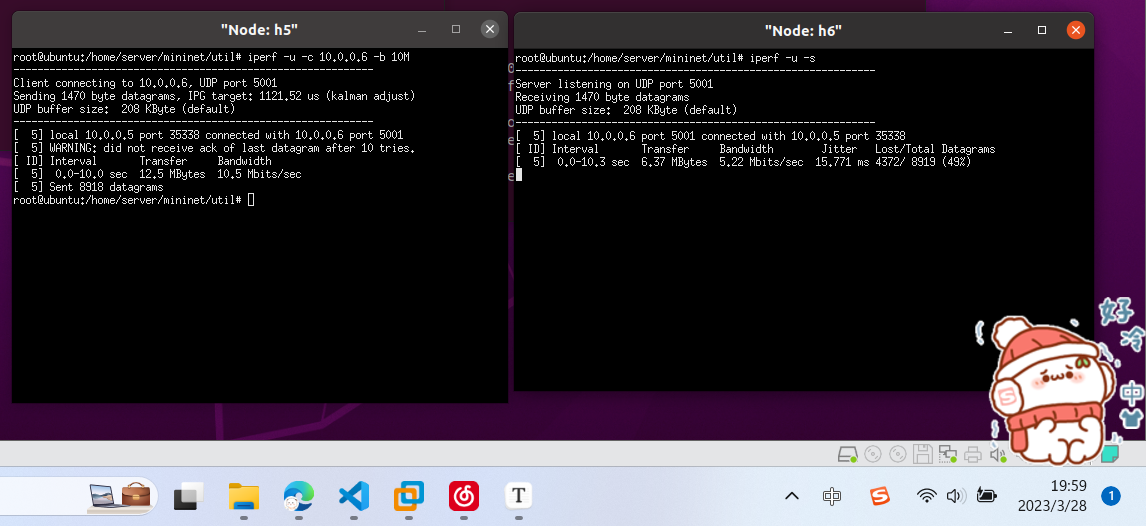 "Node: h5"
root@ubuntu:/home/server/mininet/util# iperf -u -c 10.0.0.6 -b 10M
------------------------------------------------------------
Client connecting to 10.0.0.6, UDP port 5001
Sending 1470 byte datagrams, IPG target: 1121.52 us (kalman adjust)
UDP buffer size:  208 KByte (default)
------------------------------------------------------------
[  5] local 10.0.0.5 port 35338 connected with 10.0.0.6 port 5001
[  5] WARNING: did not receive ack of last datagram after 10 tries.
[ ID] Interval       Transfer     Bandwidth
[  5]  0.0-10.0 sec  12.5 MBytes  10.5 Mbits/sec
[  5] Sent 8918 datagrams
root@ubuntu:/home/server/mininet/util#
"Node: h6"
root@ubuntu:/home/server/mininet/util# iperf -u -s
------------------------------------------------------------
Server listening on UDP port 5001
Receiving 1470 byte datagrams
UDP buffer size:  208 KByte (default)
------------------------------------------------------------
[  5] local 10.0.0.6 port 5001 connected with 10.0.0.5 port 35338
[ ID] Interval       Transfer     Bandwidth        Jitter   Lost/Total Datagrams
[  5]  0.0-10.3 sec  6.37 MBytes  5.22 Mbits/sec  15.771 ms 4372/ 8919 (49%)
好冷
中
S
T
中
S
19:59
2023/3/28
1